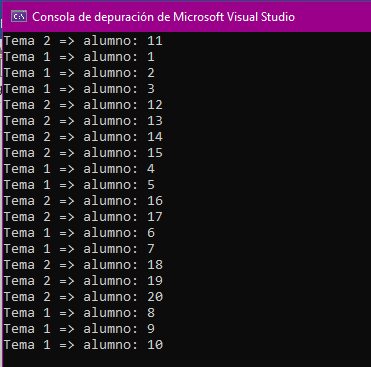 Consola de depuración de Microsoft Visual Studio
Tema 2 => alumno: 11
Tema 1 => alumno: 1
Tema 1 => alumno: 2
Tema 1 => alumno: 3
Tema 2 => alumno: 12
Tema 2 => alumno: 13
Tema 2 => alumno: 14
Tema 2 => alumno: 15
Tema 1 => alumno: 4
Tema 1 => alumno: 5
Tema 2 => alumno: 16
Tema 2 => alumno: 17
Tema 1 => alumno: 6
Tema 1 => alumno: 7
Tema 2 => alumno: 18
Tema 2 => alumno: 19
Tema 2 => alumno: 20
Tema 1 => alumno: 8
Tema 1 => alumno: 9
Tema 1 => alumno: 10